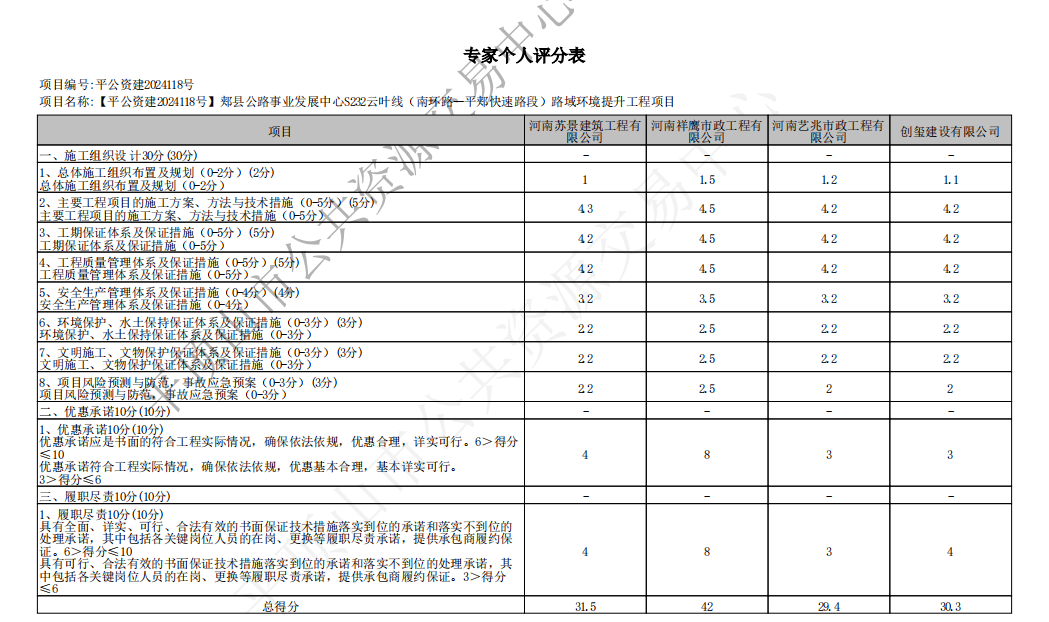 专家个人评分表
项目编号:平公资建2024118号
项目名称:【平公资建2024118号】郏县公路事业发展中心S232云叶线（南环路—平郏快速路段）路域环境提升工程项目
项目 河南苏景建筑工程有限公司 河南祥鹰市政工程有限公司 河南艺兆市政工程有限公司 创玺建设有限公司
一、施工组织设 计30分(30分) - - - -
1、总体施工组织布置及规划（0-2分）(2分)
总体施工组织布置及规划（0-2分） 1 1.5 1.2 1.1
2、主要工程项目的施工方案、方法与技术措施（0-5分）(5分)
主要工程项目的施工方案、方法与技术措施（0-5分） 4.3 4.5 4.2 4.2
3、工期保证体系及保证措施（0-5分）(5分)
工期保证体系及保证措施（0-5分） 4.2 4.5 4.2 4.2
4、工程质量管理体系及保证措施（0-5分）(5分)
工程质量管理体系及保证措施（0-5分） 4.2 4.5 4.2 4.2
5、安全生产管理体系及保证措施（0-4分）(4分)
安全生产管理体系及保证措施（0-4分） 3.2 3.5 3.2 3.2
6、环境保护、水土保持保证体系及保证措施（0-3分）(3分)
环境保护、水土保持保证体系及保证措施（0-3分） 2.2 2.5 2.2 2.2
7、文明施工、文物保护保证体系及保证措施（0-3分）(3分)
文明施工、文物保护保证体系及保证措施（0-3分） 2.2 2.5 2.2 2.2
8、项目风险预测与防范，事故应急预案（0-3分）(3分)
项目风险预测与防范，事故应急预案（0-3分） 2.2 2.5 2 2
二、优惠承诺10分(10分) - - - -
1、优惠承诺10分(10分)
优惠承诺应是书面的符合工程实际情况，确保依法依规，优惠合理，详实可行。6＞得分
≤10
优惠承诺符合工程实际情况，确保依法依规，优惠基本合理，基本详实可行。
3＞得分≤6 4 8 3 3
三、履职尽责10分(10分) - - - -
1、履职尽责10分(10分)
具有全面、详实、可行、合法有效的书面保证技术措施落实到位的承诺和落实不到位的
处理承诺，其中包括各关键岗位人员的在岗、更换等履职尽责承诺，提供承包商履约保
证。6＞得分≤10
具有可行、合法有效的书面保证技术措施落实到位的承诺和落实不到位的处理承诺，其
中包括各关键岗位人员的在岗、更换等履职尽责承诺，提供承包商履约保证。3＞得分
≤6 4 8 3 4
总得分 31.5 42 29.4 30.3
平顶山市公共资源交易中心
平顶山市公共资源交易中心